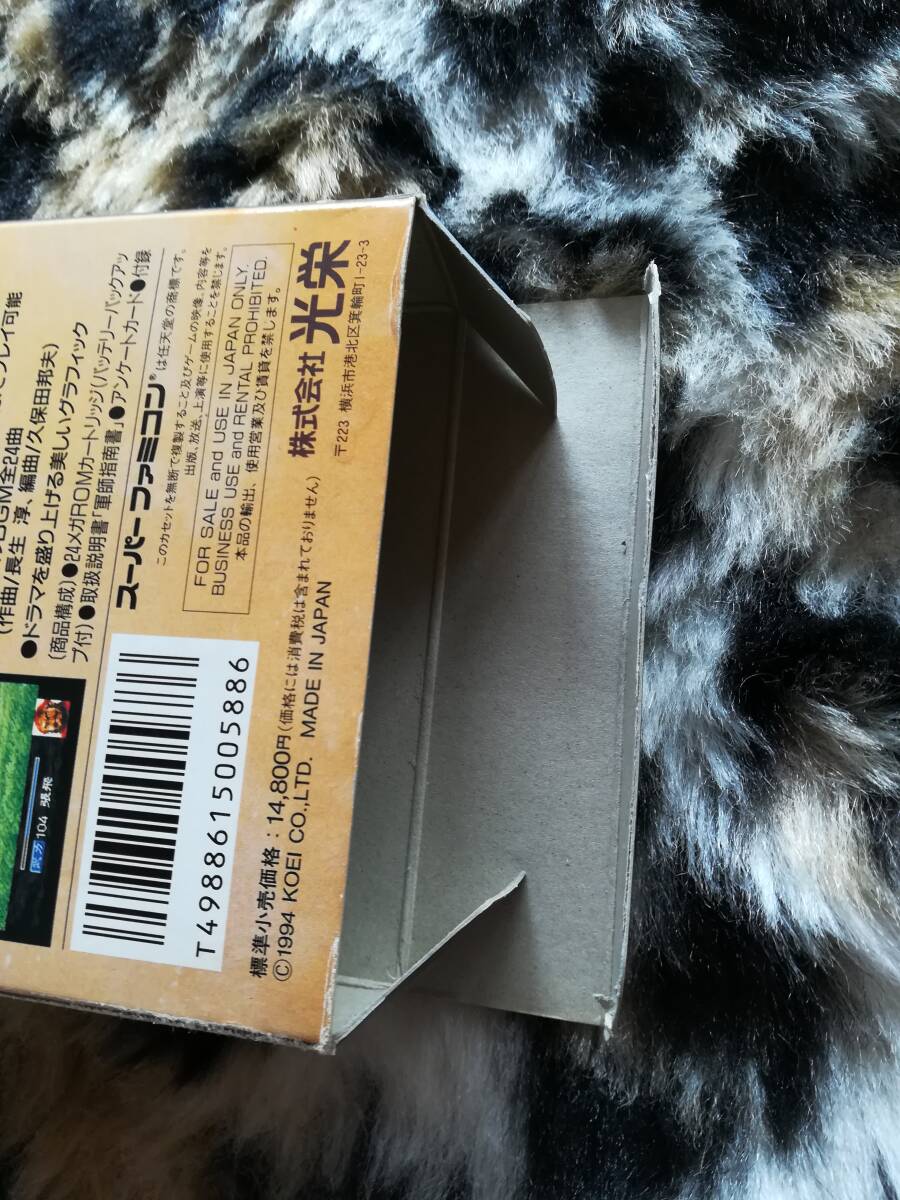 プレイ可能
GM全24曲
(作曲/長生 淳、編曲/久保田邦夫)
●ドラマを盛り上げる美しいグラフィック
(商品構成)●24メガROMカートリッジ(バッテリーバックアッ
プ付)●取扱説明書「軍師指南書」●アンケートカード●付録
スーパーファミコン®は任天堂の商標です。
このカセットを無断で複製すること及びゲームの映像、内容等を
出版、放送、上演等に使用することを禁じます。
FOR SALE and USE IN JAPAN ONLY.
BUSINESS USE and RENTAL PROHIBITED.
本品の輸出、使用営業及び賃貸を禁じます。
株式会社 光栄
〒223 横浜市港北区箕輪町1-23-3
104 張飛
T4988615005886
標準小売価格:14,800円(価格には消費税は含まれておりません)
©1994 KOEI CO.,LTD. MADE IN JAPAN